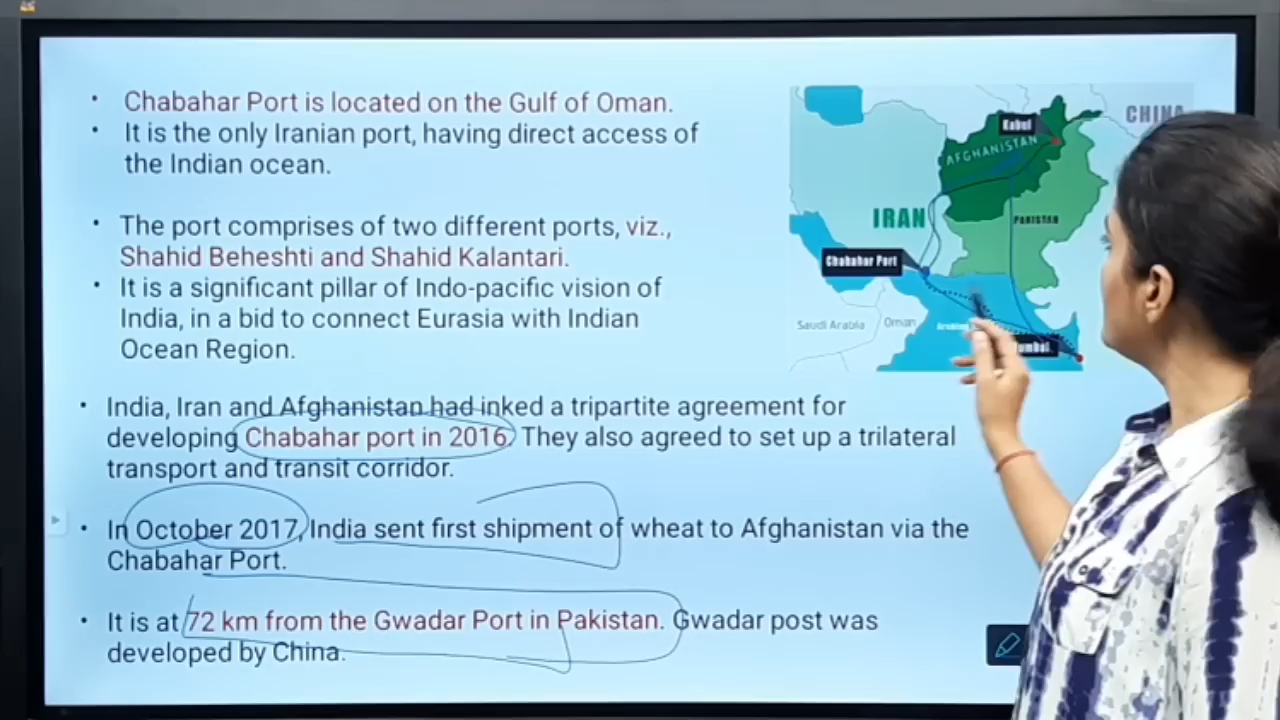 • Chabahar Port is located on the Gulf of Oman.
• It is the only Iranian port, having direct access of
the Indian ocean.
• The port comprises of two different ports, viz.,
Shahid Beheshti and Shahid Kalantari.
• It is a significant pillar of Indo-pacific vision of
India, in a bid to connect Eurasia with Indian
Ocean Region.
• India, Iran and Afghanistan had inked a tripartite agreement for
developing Chabahar port in 2016. They also agreed to set up a trilateral
transport and transit corridor.
• In October 2017, India sent first shipment of wheat to Afghanistan via the
Chabahar Port.
• It is at 72 km from the Gwadar Port in Pakistan. Gwadar post was
developed by China.
CHINA
Kabul
AFGHANISTAN
IRAN
PAKISTAN
Chabahar Port
Saudi Arabia
Oman